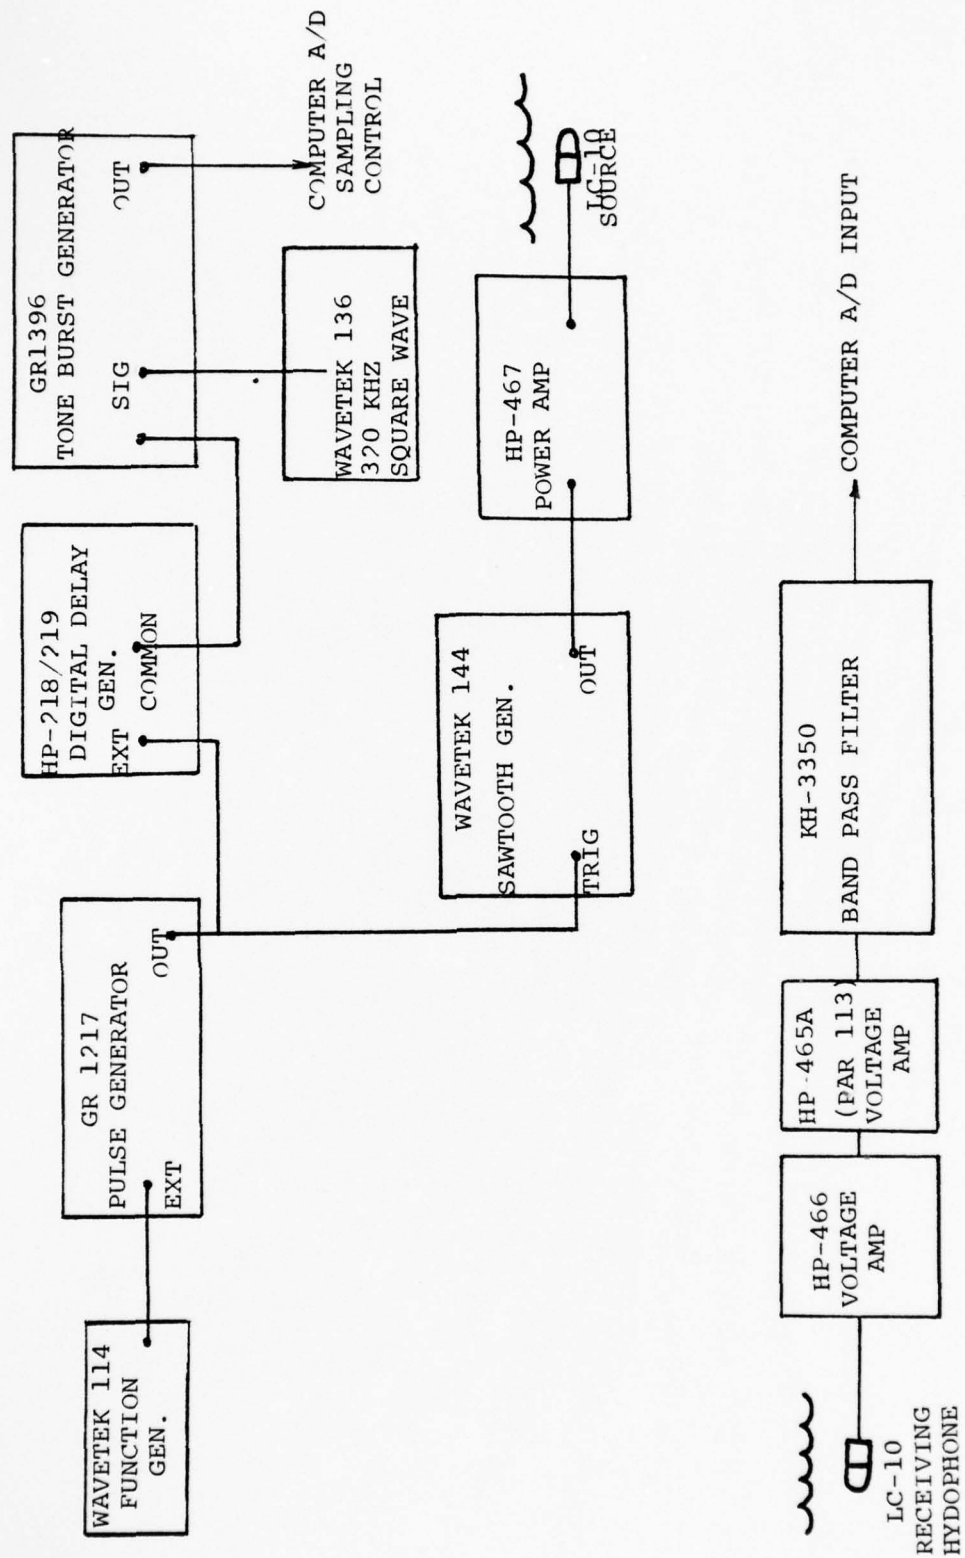 WAVETEK 114
FUNCTION
GEN.
GR 1217
PULSE GENERATOR
EXT
OUT
HP-218/219
DIGITAL DELAY
GEN.
EXT
COMMON
GR1396
TONE BURST GENERATOR
SIG
OUT
COMPUTER A/D
SAMPLING
CONTROL
WAVETEK 136
320 KHZ
SQUARE WAVE
WAVETEK 144
SAWTOOTH GEN.
TRIG
OUT
HP-467
POWER AMP
LC-10
SOURCE
LC-10
RECEIVING
HYDOPHONE
HP-466
VOLTAGE
AMP
HP-465A
(PAR 113)
VOLTAGE
AMP
KH-3350
BAND PASS FILTER
COMPUTER A/D INPUT